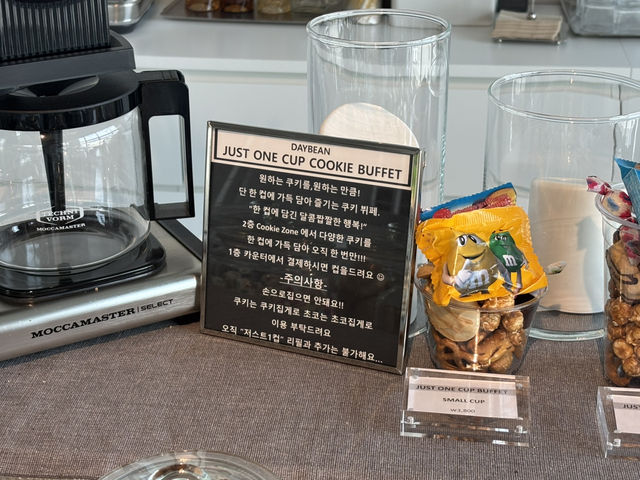 DAYBEAN
JUST ONE CUP COOKIE BUFFET
원하는 쿠키를,원하는 만큼!
단 한 컵에 가득 담아 즐기는 쿠키 뷔페.
"한 컵에 담긴 달콤짭짤한 행복!"
2층 Cookie Zone 에서 다양한 쿠키를
한 컵에 가득 담아 오직 한 번만!!!
1층 카운터에서 결제하시면 컵을드려요 ☺
-주의사항-
손으로집으면 안돼요!!
쿠키는 쿠키집게로 초코는 초코집게로
이용 부탁드려요
오직 "저스트1컵" 리필과 추가는 불가해요...
TECHNI
VORM
MOCCAMASTER
MOCCAMASTER | SELECT
m
JUST ONE CUP BUFFET
SMALL CUP
JUST